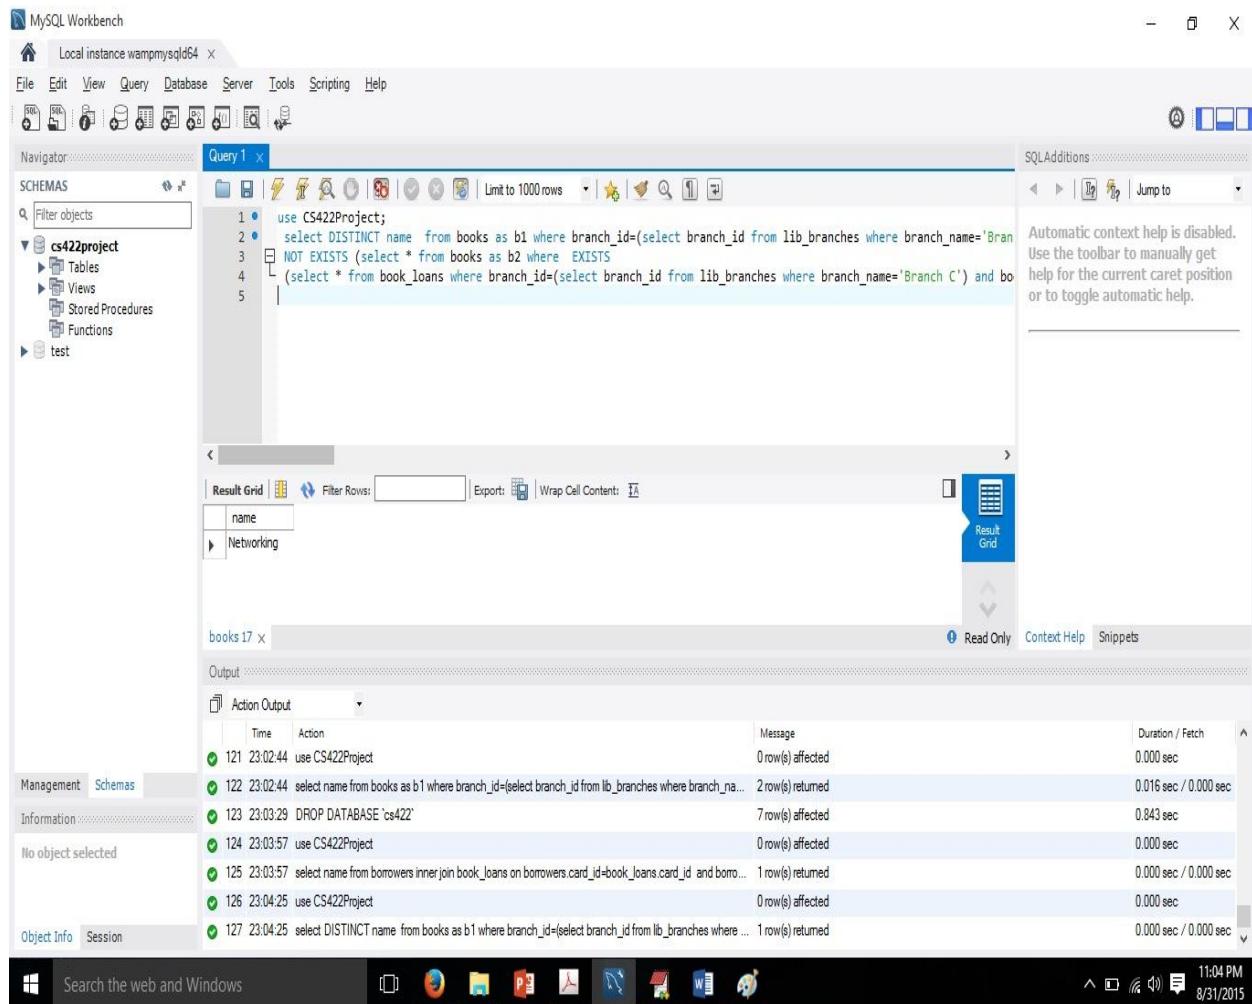 MySQL Workbench
Local instance wampmysqld64 x
File Edit View Query Database Server Tools Scripting Help
Navigator
SCHEMAS
Filter objects
cs422project
Tables
Views
Stored Procedures
Functions
test
Management Schemas
Information
No object selected
Object Info Session
Query 1 x
Limit to 1000 rows
1 use CS422Project;
2 select DISTINCT name from books as b1 where branch_id=(select branch_id from lib_branches where branch_name='Bran
3 NOT EXISTS (select * from books as b2 where EXISTS
4 (select * from book_loans where branch_id=(select branch_id from lib_branches where branch_name='Branch C') and bo
5
Result Grid Filter Rows: Export: Wrap Cell Content:
name
Networking
Result
Grid
books 17 x
Read Only
SQLAdditions
Jump to
Automatic context help is disabled.
Use the toolbar to manually get
help for the current caret position
or to toggle automatic help.
Context Help Snippets
Output
Action Output
Time Action Message Duration / Fetch
121 23:02:44 use CS422Project 0 row(s) affected 0.000 sec
122 23:02:44 select name from books as b1 where branch_id=(select branch_id from lib_branches where branch_na... 2 row(s) returned 0.016 sec / 0.000 sec
123 23:03:29 DROP DATABASE `cs422` 7 row(s) affected 0.843 sec
124 23:03:57 use CS422Project 0 row(s) affected 0.000 sec
125 23:03:57 select name from borrowers inner join book_loans on borrowers.card_id=book_loans.card_id and borro... 1 row(s) returned 0.000 sec / 0.000 sec
126 23:04:25 use CS422Project 0 row(s) affected 0.000 sec
127 23:04:25 select DISTINCT name from books as b1 where branch_id=(select branch_id from lib_branches where ... 1 row(s) returned 0.000 sec / 0.000 sec
Search the web and Windows
11:04 PM
8/31/2015